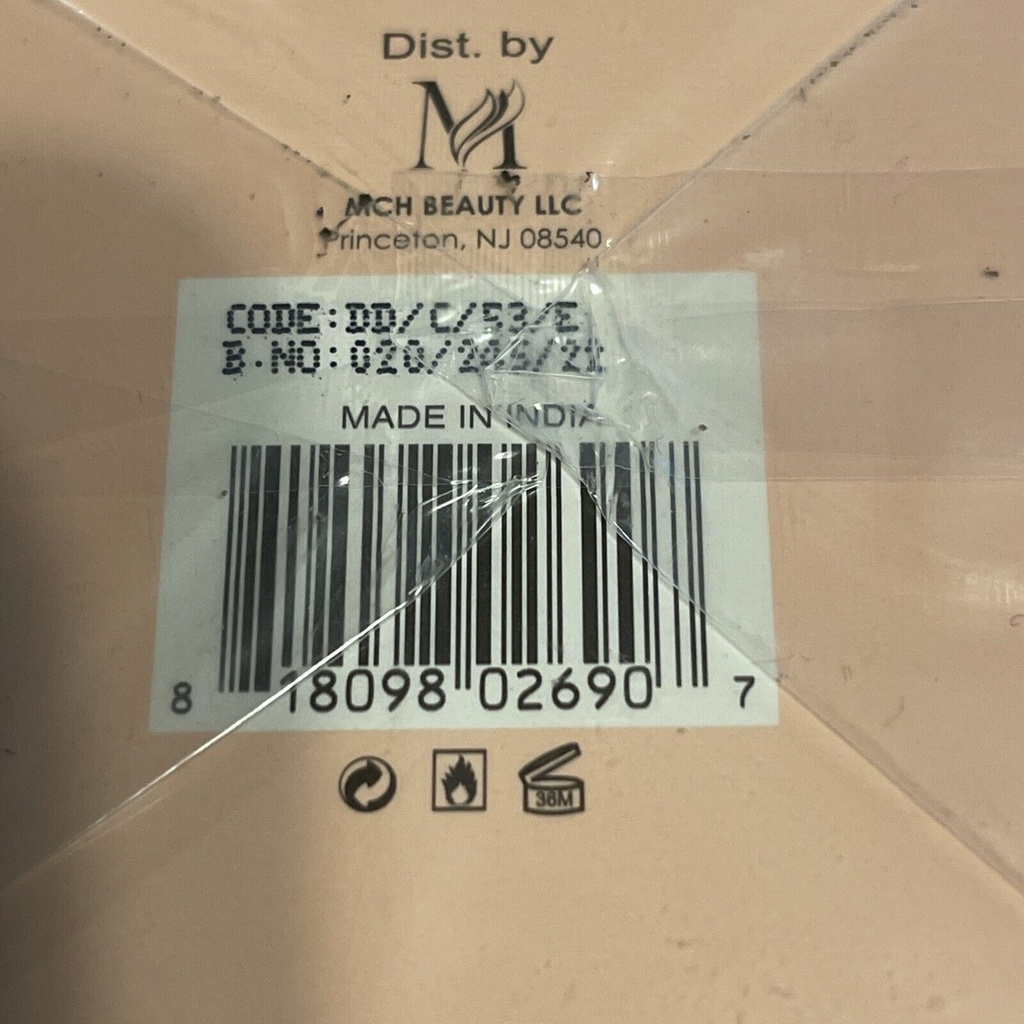 Dist. by
M
MCH BEAUTY LLC
Princeton, NJ 08540
CODE:DD/C/53/E
B.NO:
MADE IN INDIA
8 18098 02690 7
36M